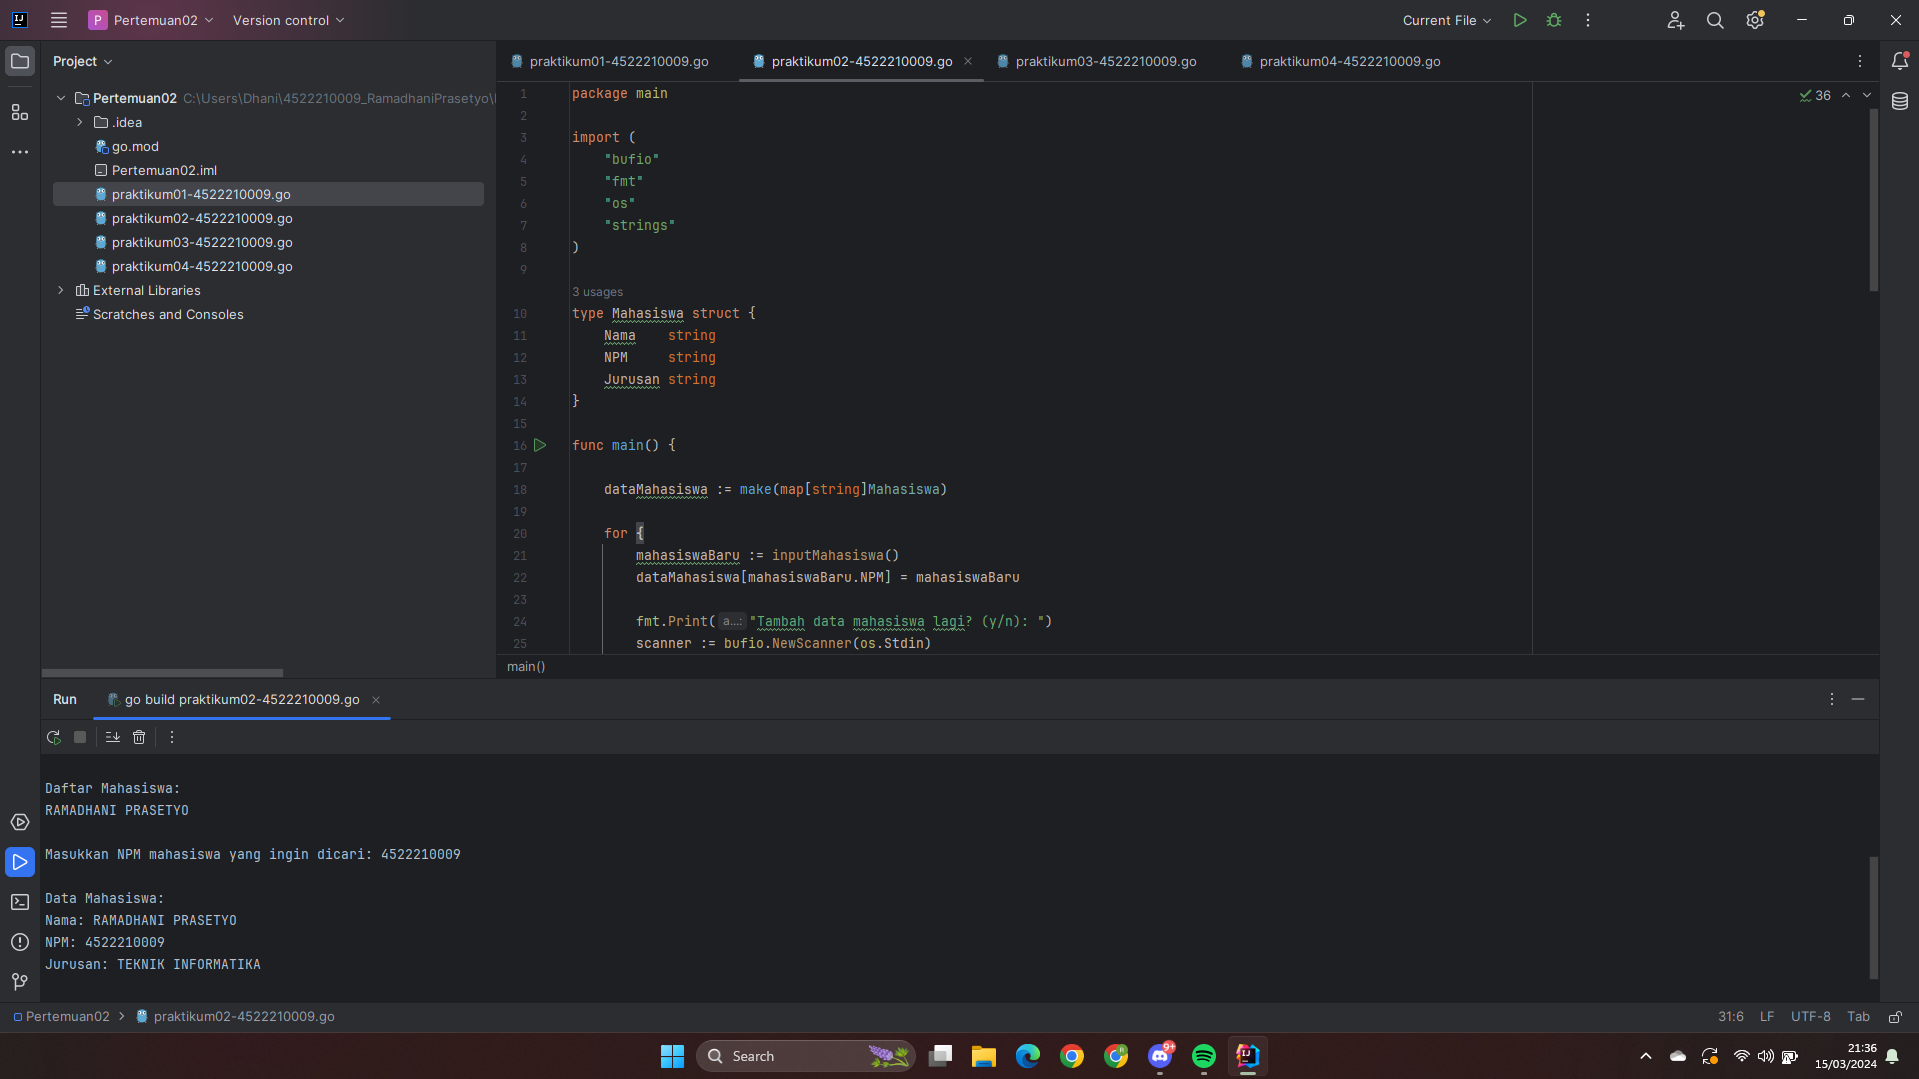 P Pertemuan02 Version control Current File
Project
praktikum01-4522210009.go praktikum02-4522210009.go praktikum03-4522210009.go praktikum04-4522210009.go
Pertemuan02 C:\Users\Dhani\4522210009_RamadhaniPrasetyo\
.idea
go.mod
Pertemuan02.iml
praktikum01-4522210009.go
praktikum02-4522210009.go
praktikum03-4522210009.go
praktikum04-4522210009.go
External Libraries
Scratches and Consoles
36
1 package main
2
3 import (
4 "bufio"
5 "fmt"
6 "os"
7 "strings"
8 )
9
3 usages
10 type Mahasiswa struct {
11 Nama string
12 NPM string
13 Jurusan string
14 }
15
16 func main() {
17
18 dataMahasiswa := make(map[string]Mahasiswa)
19
20 for {
21 mahasiswaBaru := inputMahasiswa()
22 dataMahasiswa[mahasiswaBaru.NPM] = mahasiswaBaru
23
24 fmt.Print( a...: "Tambah data mahasiswa lagi? (y/n): ")
25 scanner := bufio.NewScanner(os.Stdin)
main()
Run go build praktikum02-4522210009.go
Daftar Mahasiswa:
RAMADHANI PRASETYO
Masukkan NPM mahasiswa yang ingin dicari: 4522210009
Data Mahasiswa:
Nama: RAMADHANI PRASETYO
NPM: 4522210009
Jurusan: TEKNIK INFORMATIKA
Pertemuan02 praktikum02-4522210009.go 31:6 LF UTF-8 Tab
Search
9+
21:36
15/03/2024